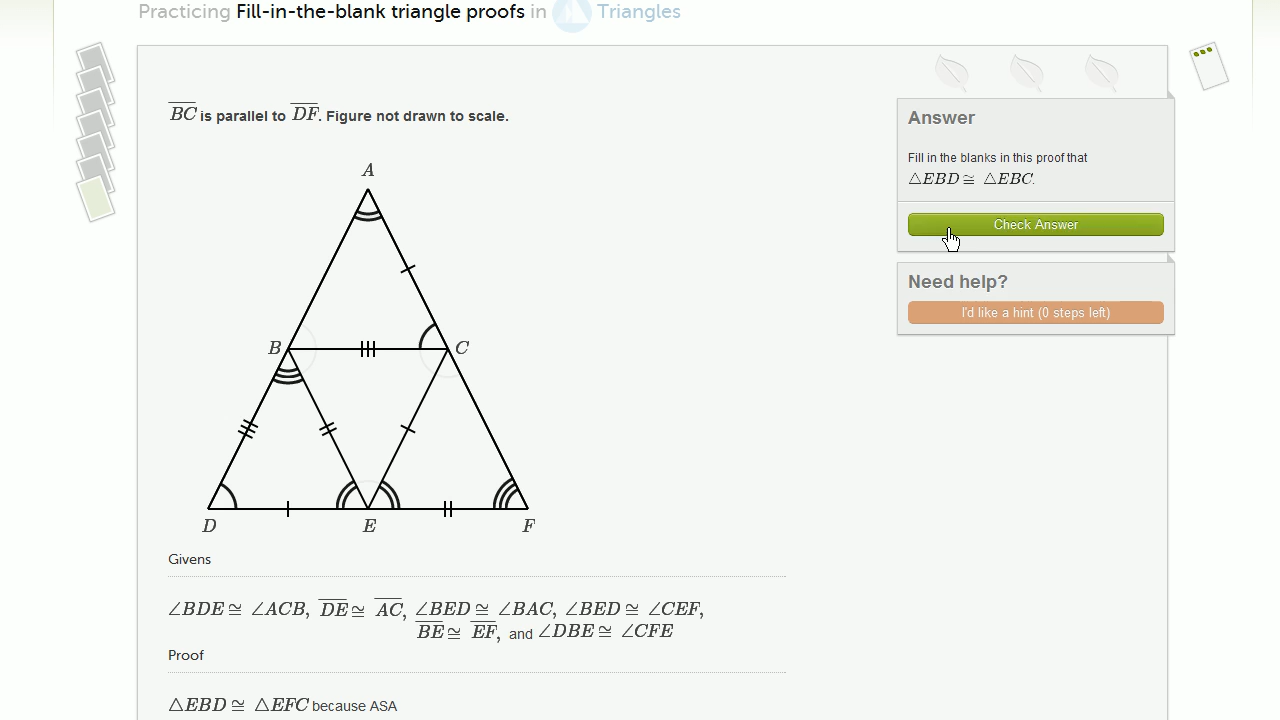 Practicing Fill-in-the-blank triangle proofs in Triangles
BC is parallel to DF. Figure not drawn to scale.
Answer
Fill in the blanks in this proof that
△EBD ≅ △EBC.
Check Answer
Need help?
I'd like a hint (0 steps left)
A
B
C
D
E
F
Givens
∠BDE ≅ ∠ACB, DE ≅ AC, ∠BED ≅ ∠BAC, ∠BED ≅ ∠CEF,
BE ≅ EF, and ∠DBE ≅ ∠CFE
Proof
△EBD ≅ △EFC because ASA